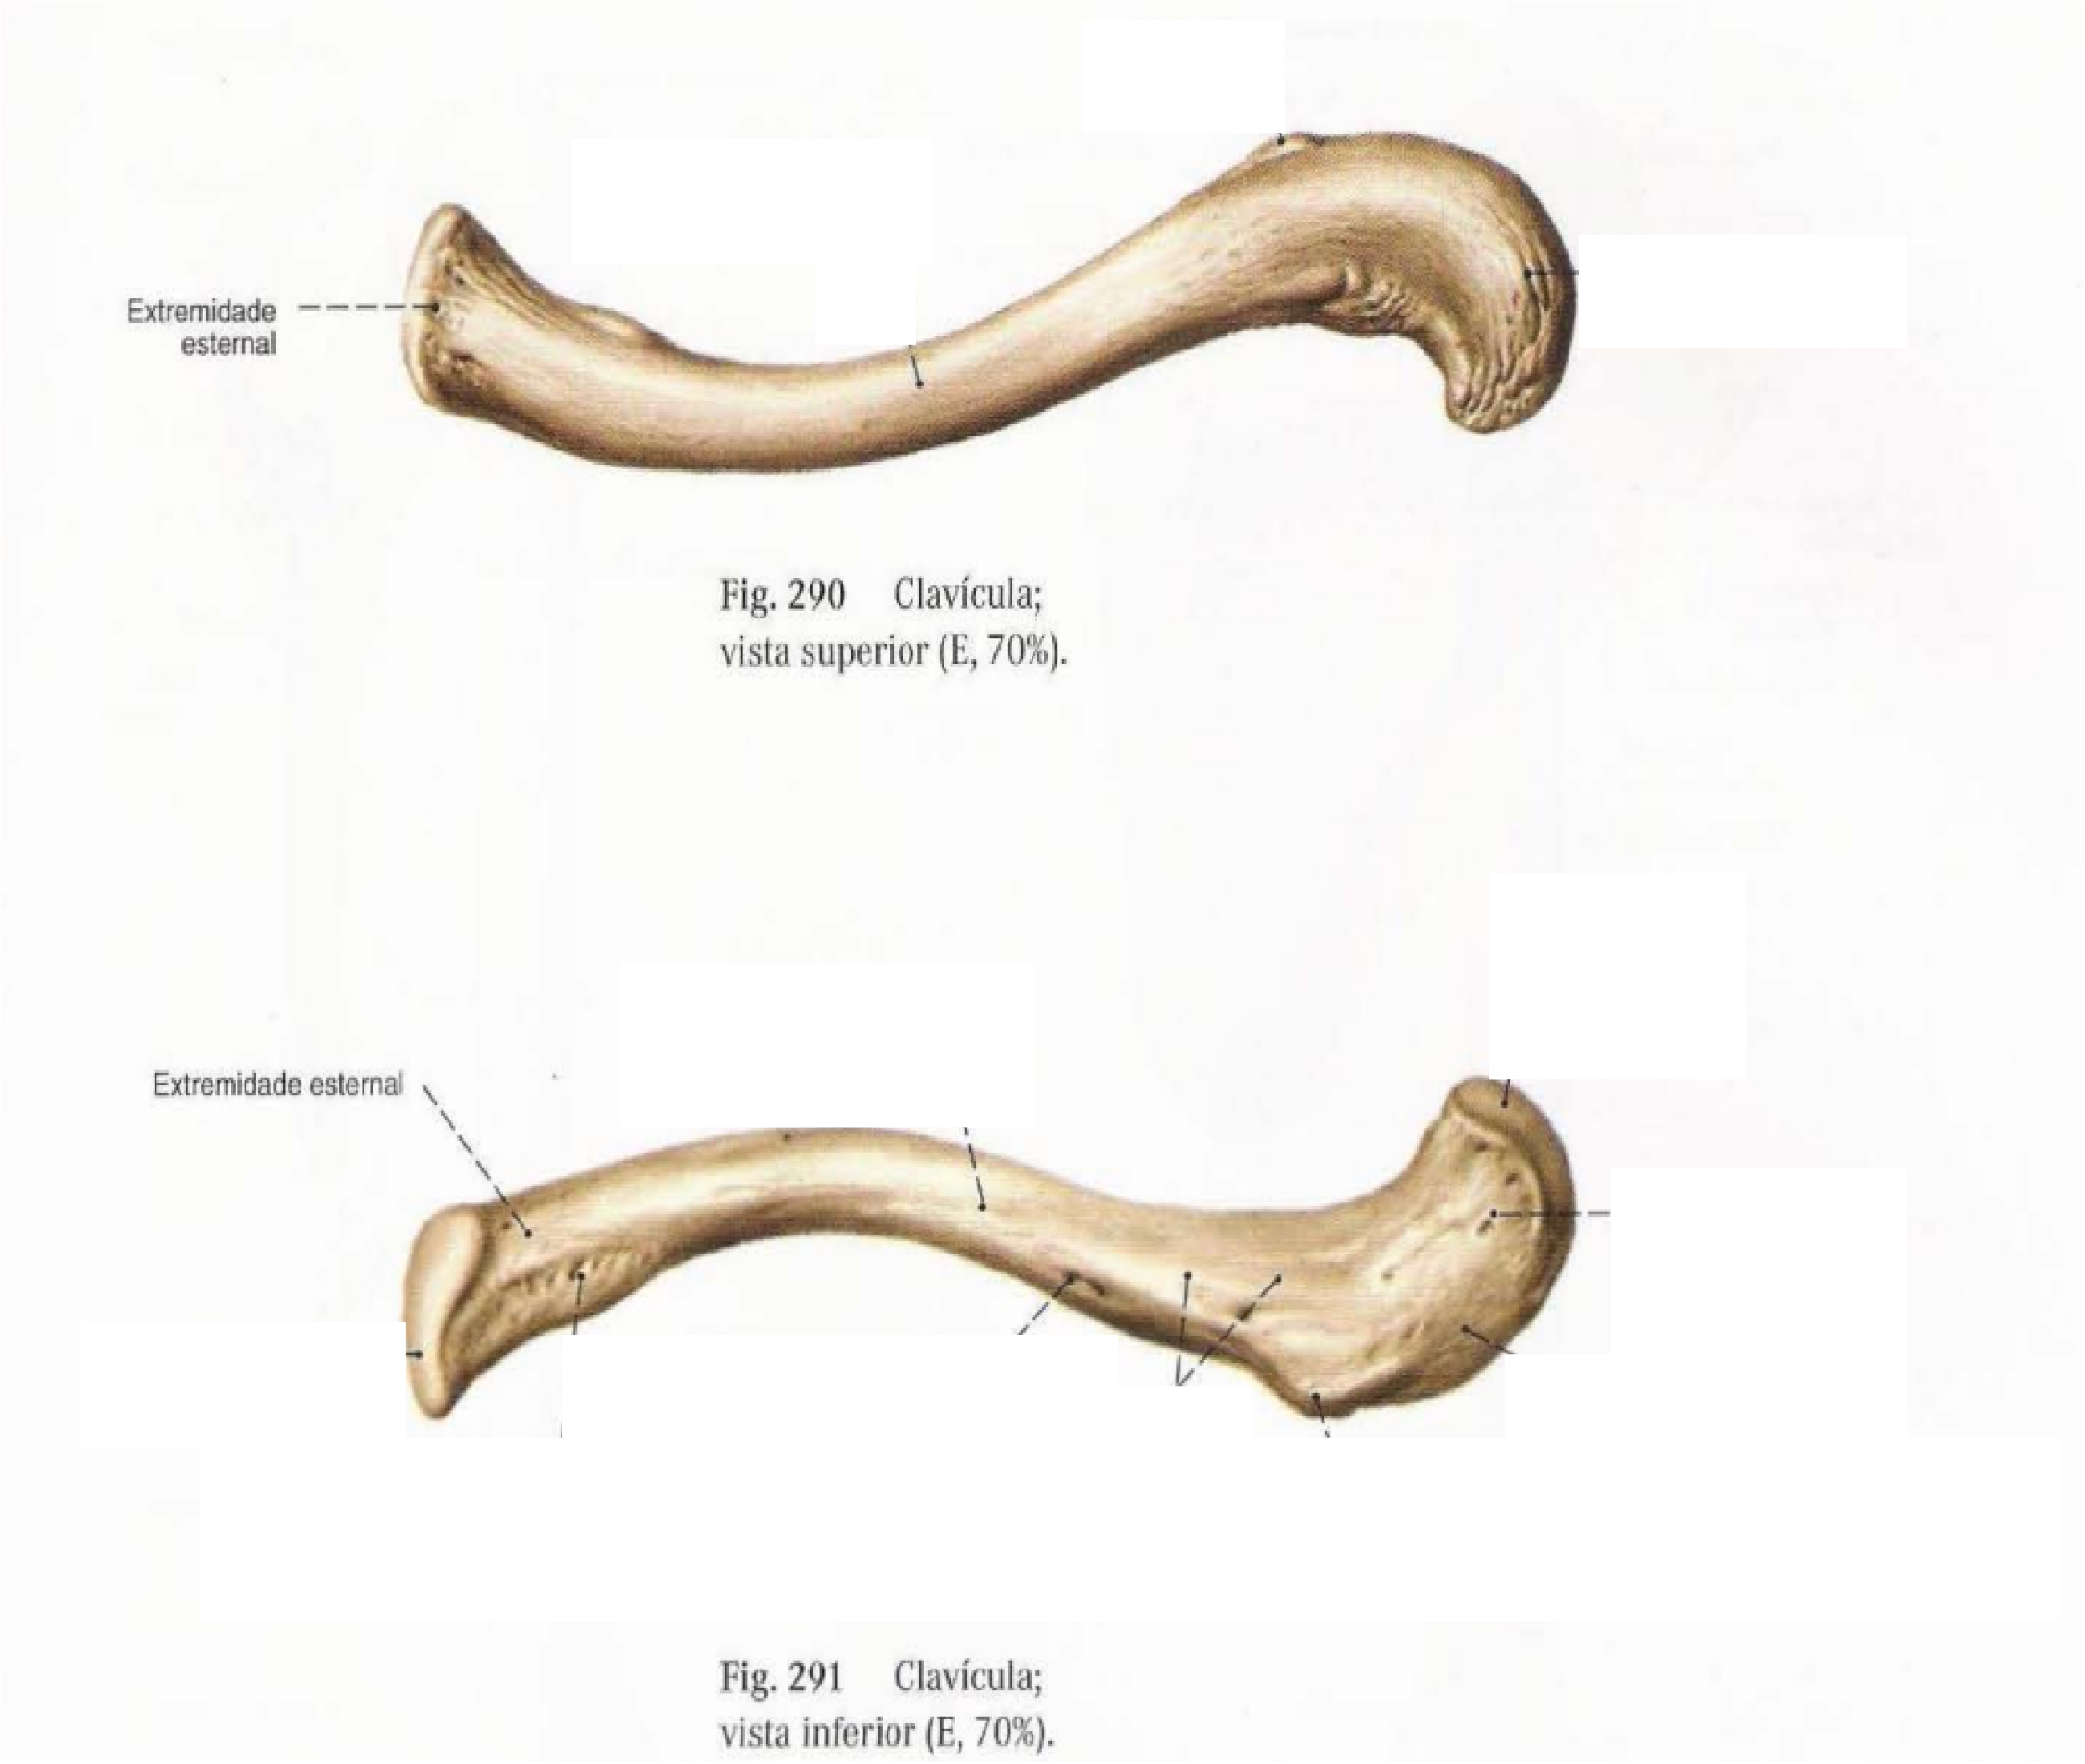 Extremidade
esternal
Fig. 290 Clavícula;
vista superior (E, 70%).
Extremidade esternal
Fig. 291 Clavícula;
vista inferior (E, 70%).